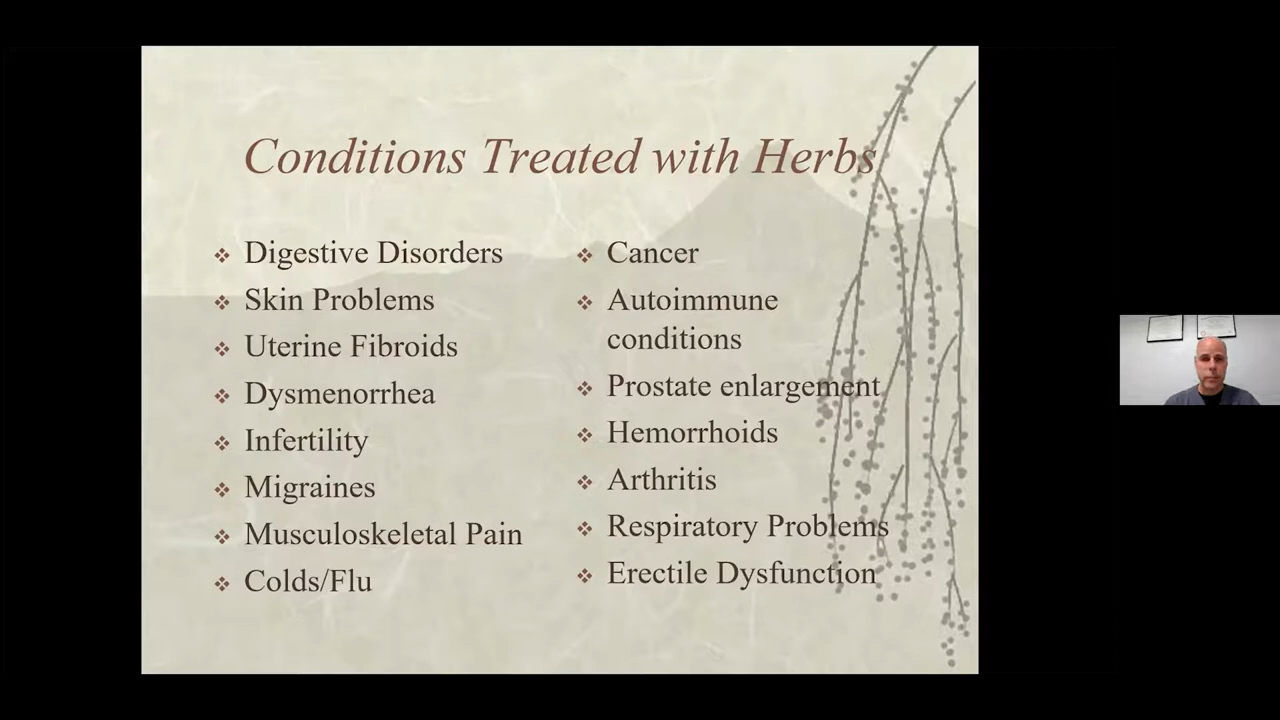 Conditions Treated with Herbs
Digestive Disorders
Skin Problems
Uterine Fibroids
Dysmenorrhea
Infertility
Migraines
Musculoskeletal Pain
Colds/Flu
Cancer
Autoimmune
conditions
Prostate enlargement
Hemorrhoids
Arthritis
Respiratory Problems
Erectile Dysfunction